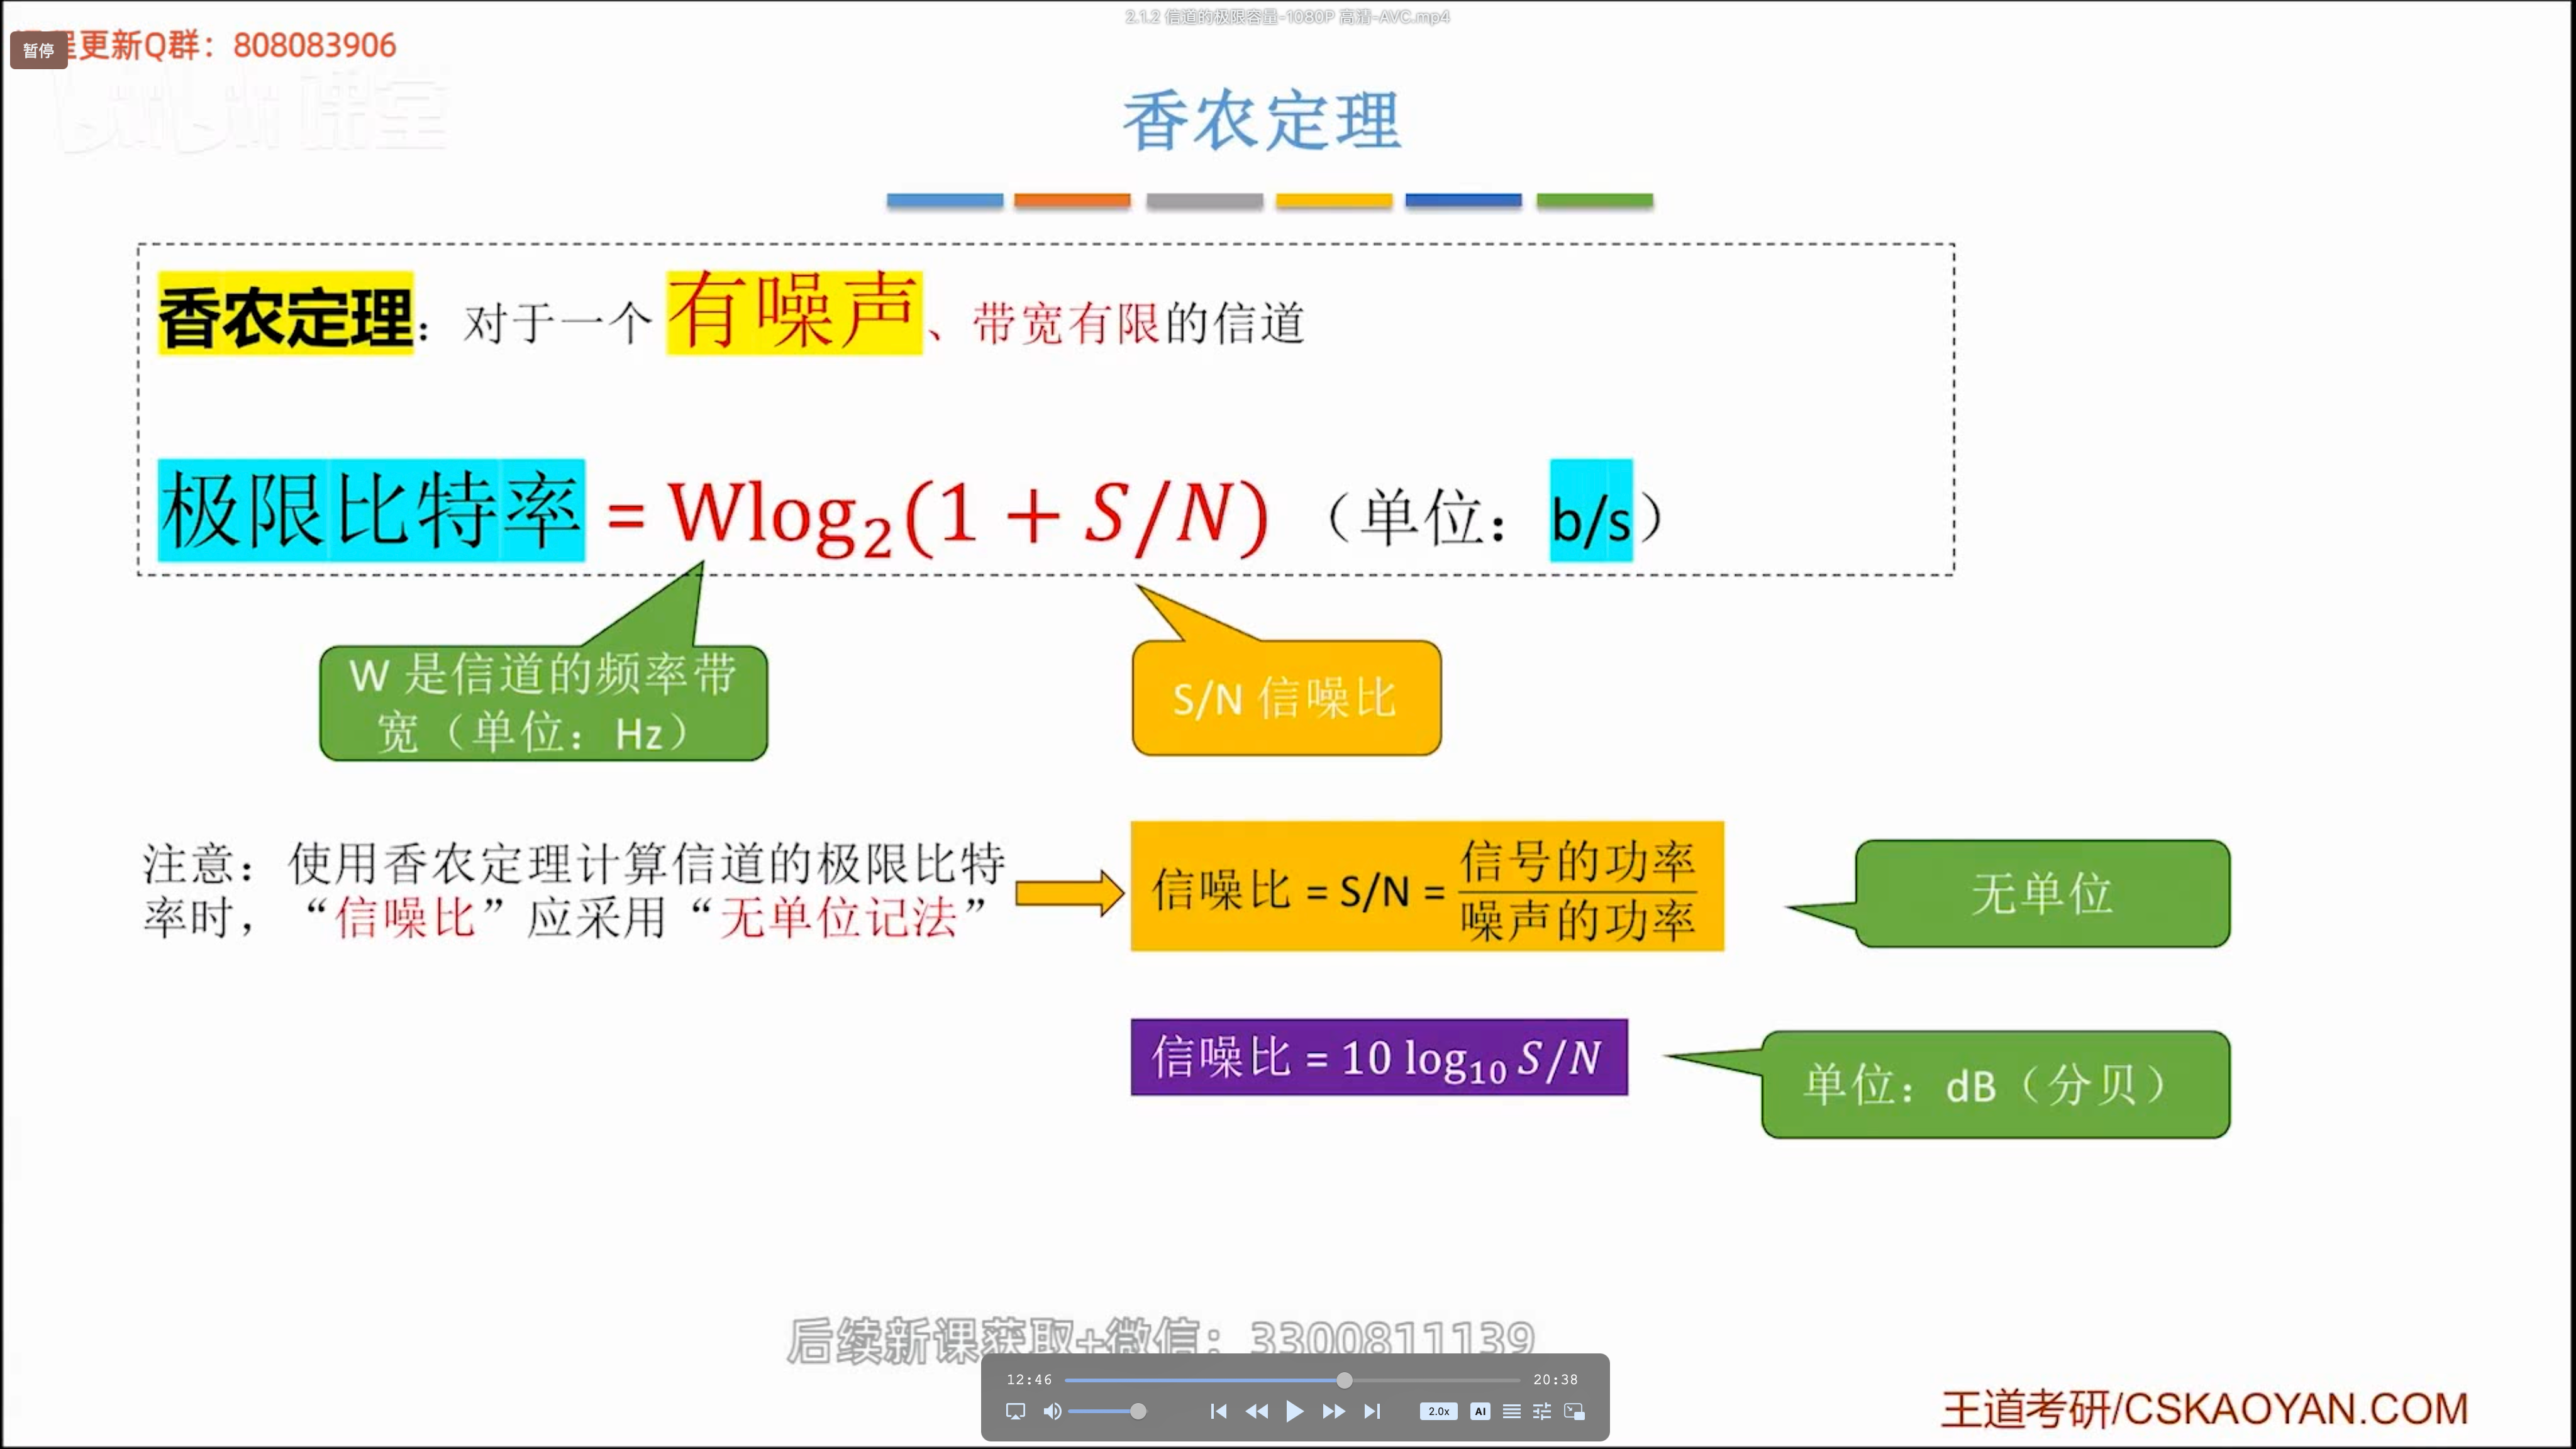 2.1.2 信道的极限容量-1080P 高清-AVC.mp4
暂停
程更新Q群：808083906
bilibili 课堂
香农定理
香农定理：对于一个 有噪声、带宽有限的信道
极限比特率 = Wlog₂(1 + S/N) （单位：b/s）
W 是信道的频率带
宽（单位：Hz）
S/N 信噪比
注意：使用香农定理计算信道的极限比特
率时，“信噪比”应采用“无单位记法”
信噪比 = S/N = 信号的功率
噪声的功率
无单位
信噪比 = 10 log₁₀ S/N
单位：dB（分贝）
后续新课获取+微信：3300811139
12:46
20:38
2.0x
AI
王道考研/CSKAOYAN.COM